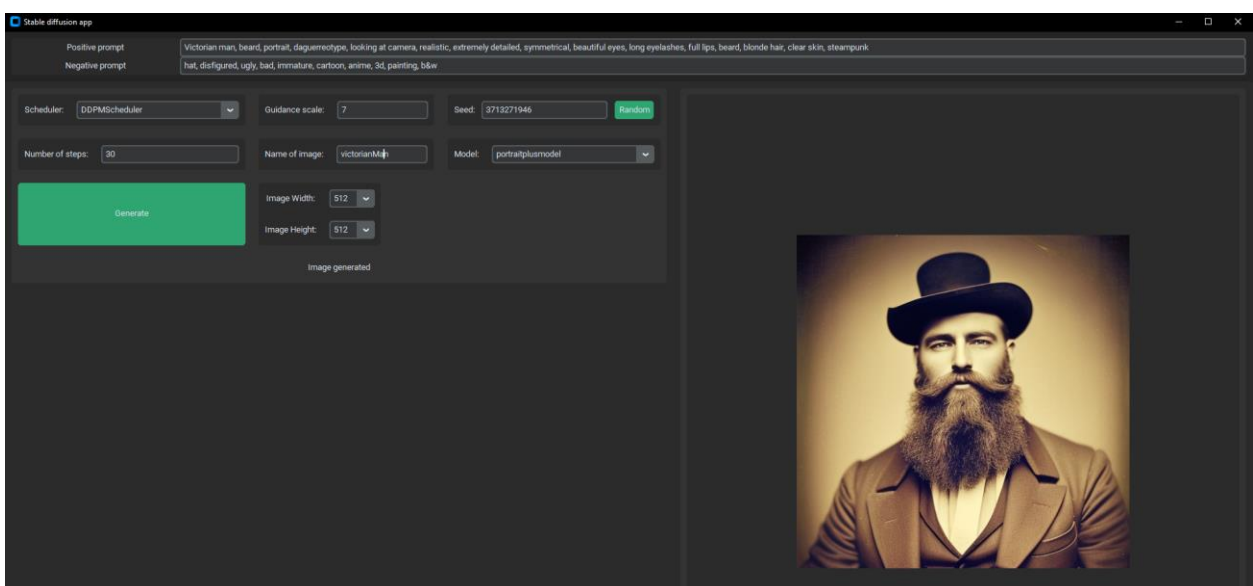 Stable diffusion app
Positive prompt Victorian man, beard, portrait, daguerreotype, looking at camera, realistic, extremely detailed, symmetrical, beautiful eyes, long eyelashes, full lips, beard, blonde hair, clear skin, steampunk
Negative prompt hat, disfigured, ugly, bad, immature, cartoon, anime, 3d, painting, b&w
Scheduler: DDPMScheduler Guidance scale: 7 Seed: 3713271946 Random
Number of steps: 30 Name of image: victorianMan Model: portraitplusmodel
Generate
Image Width: 512
Image Height: 512
Image generated